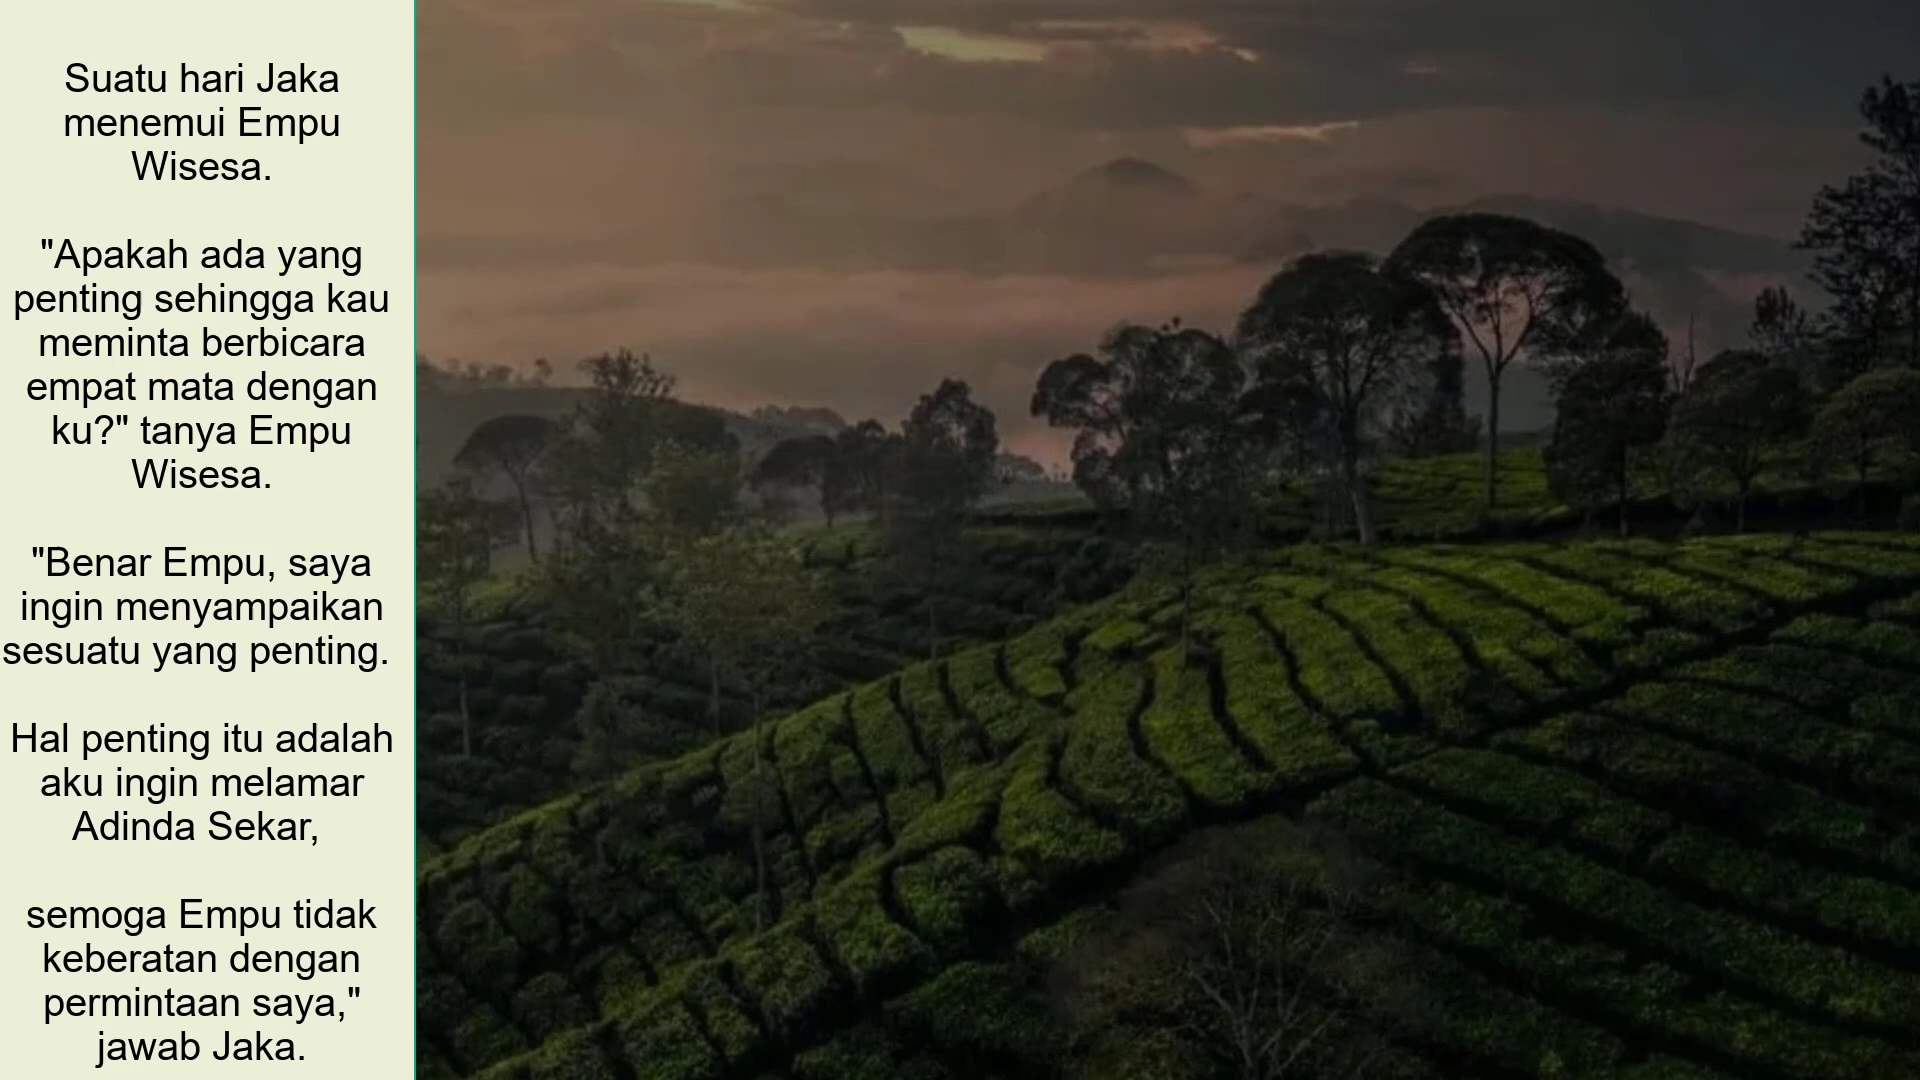 Suatu hari Jaka
menemui Empu
Wisesa.
"Apakah ada yang
penting sehingga kau
meminta berbicara
empat mata dengan
ku?" tanya Empu
Wisesa.
"Benar Empu, saya
ingin menyampaikan
sesuatu yang penting.
Hal penting itu adalah
aku ingin melamar
Adinda Sekar,
semoga Empu tidak
keberatan dengan
permintaan saya,"
jawab Jaka.